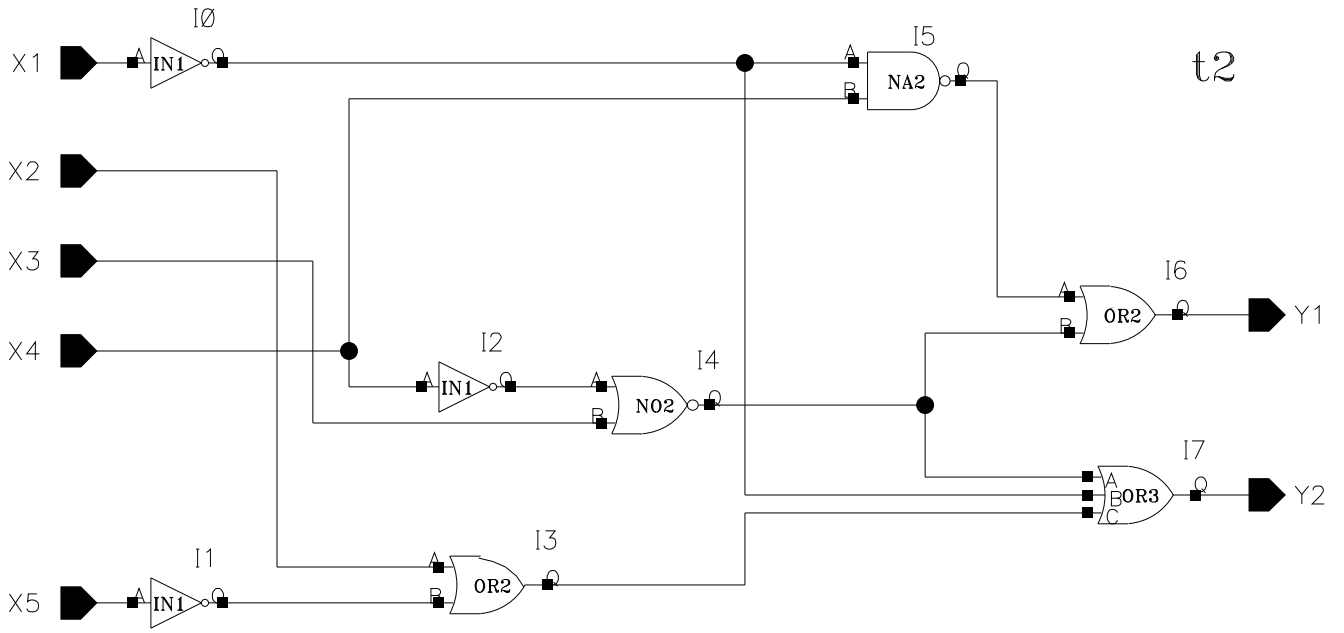 I0
I5
t2
X1 A IN1 Q A NA2 Q
B
X2
X3
I6
A OR2 Q Y1
B
X4
I2
I4
A IN1 Q A NO2 Q
B
I7
A
B OR3 Q Y2
C
I3
I1
A OR2 Q
X5 A IN1 Q B